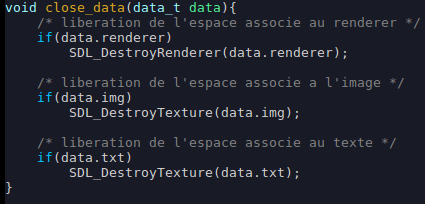 void close_data(data_t data){
    /* liberation de l'espace associe au renderer */
    if(data.renderer)
        SDL_DestroyRenderer(data.renderer);

    /* liberation de l'espace associe a l'image */
    if(data.img)
        SDL_DestroyTexture(data.img);

    /* liberation de l'espace associe au texte */
    if(data.txt)
        SDL_DestroyTexture(data.txt);
}